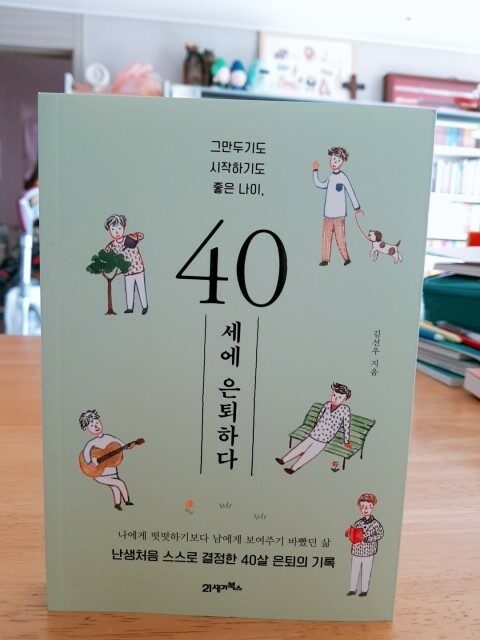 그만두기도
시작하기도
좋은 나이,
40
세에 은퇴하다
김선우 지음
나에게 떳떳하기보다 남에게 보여주기 바빴던 삶
난생처음 스스로 결정한 40살 은퇴의 기록
21세기북스